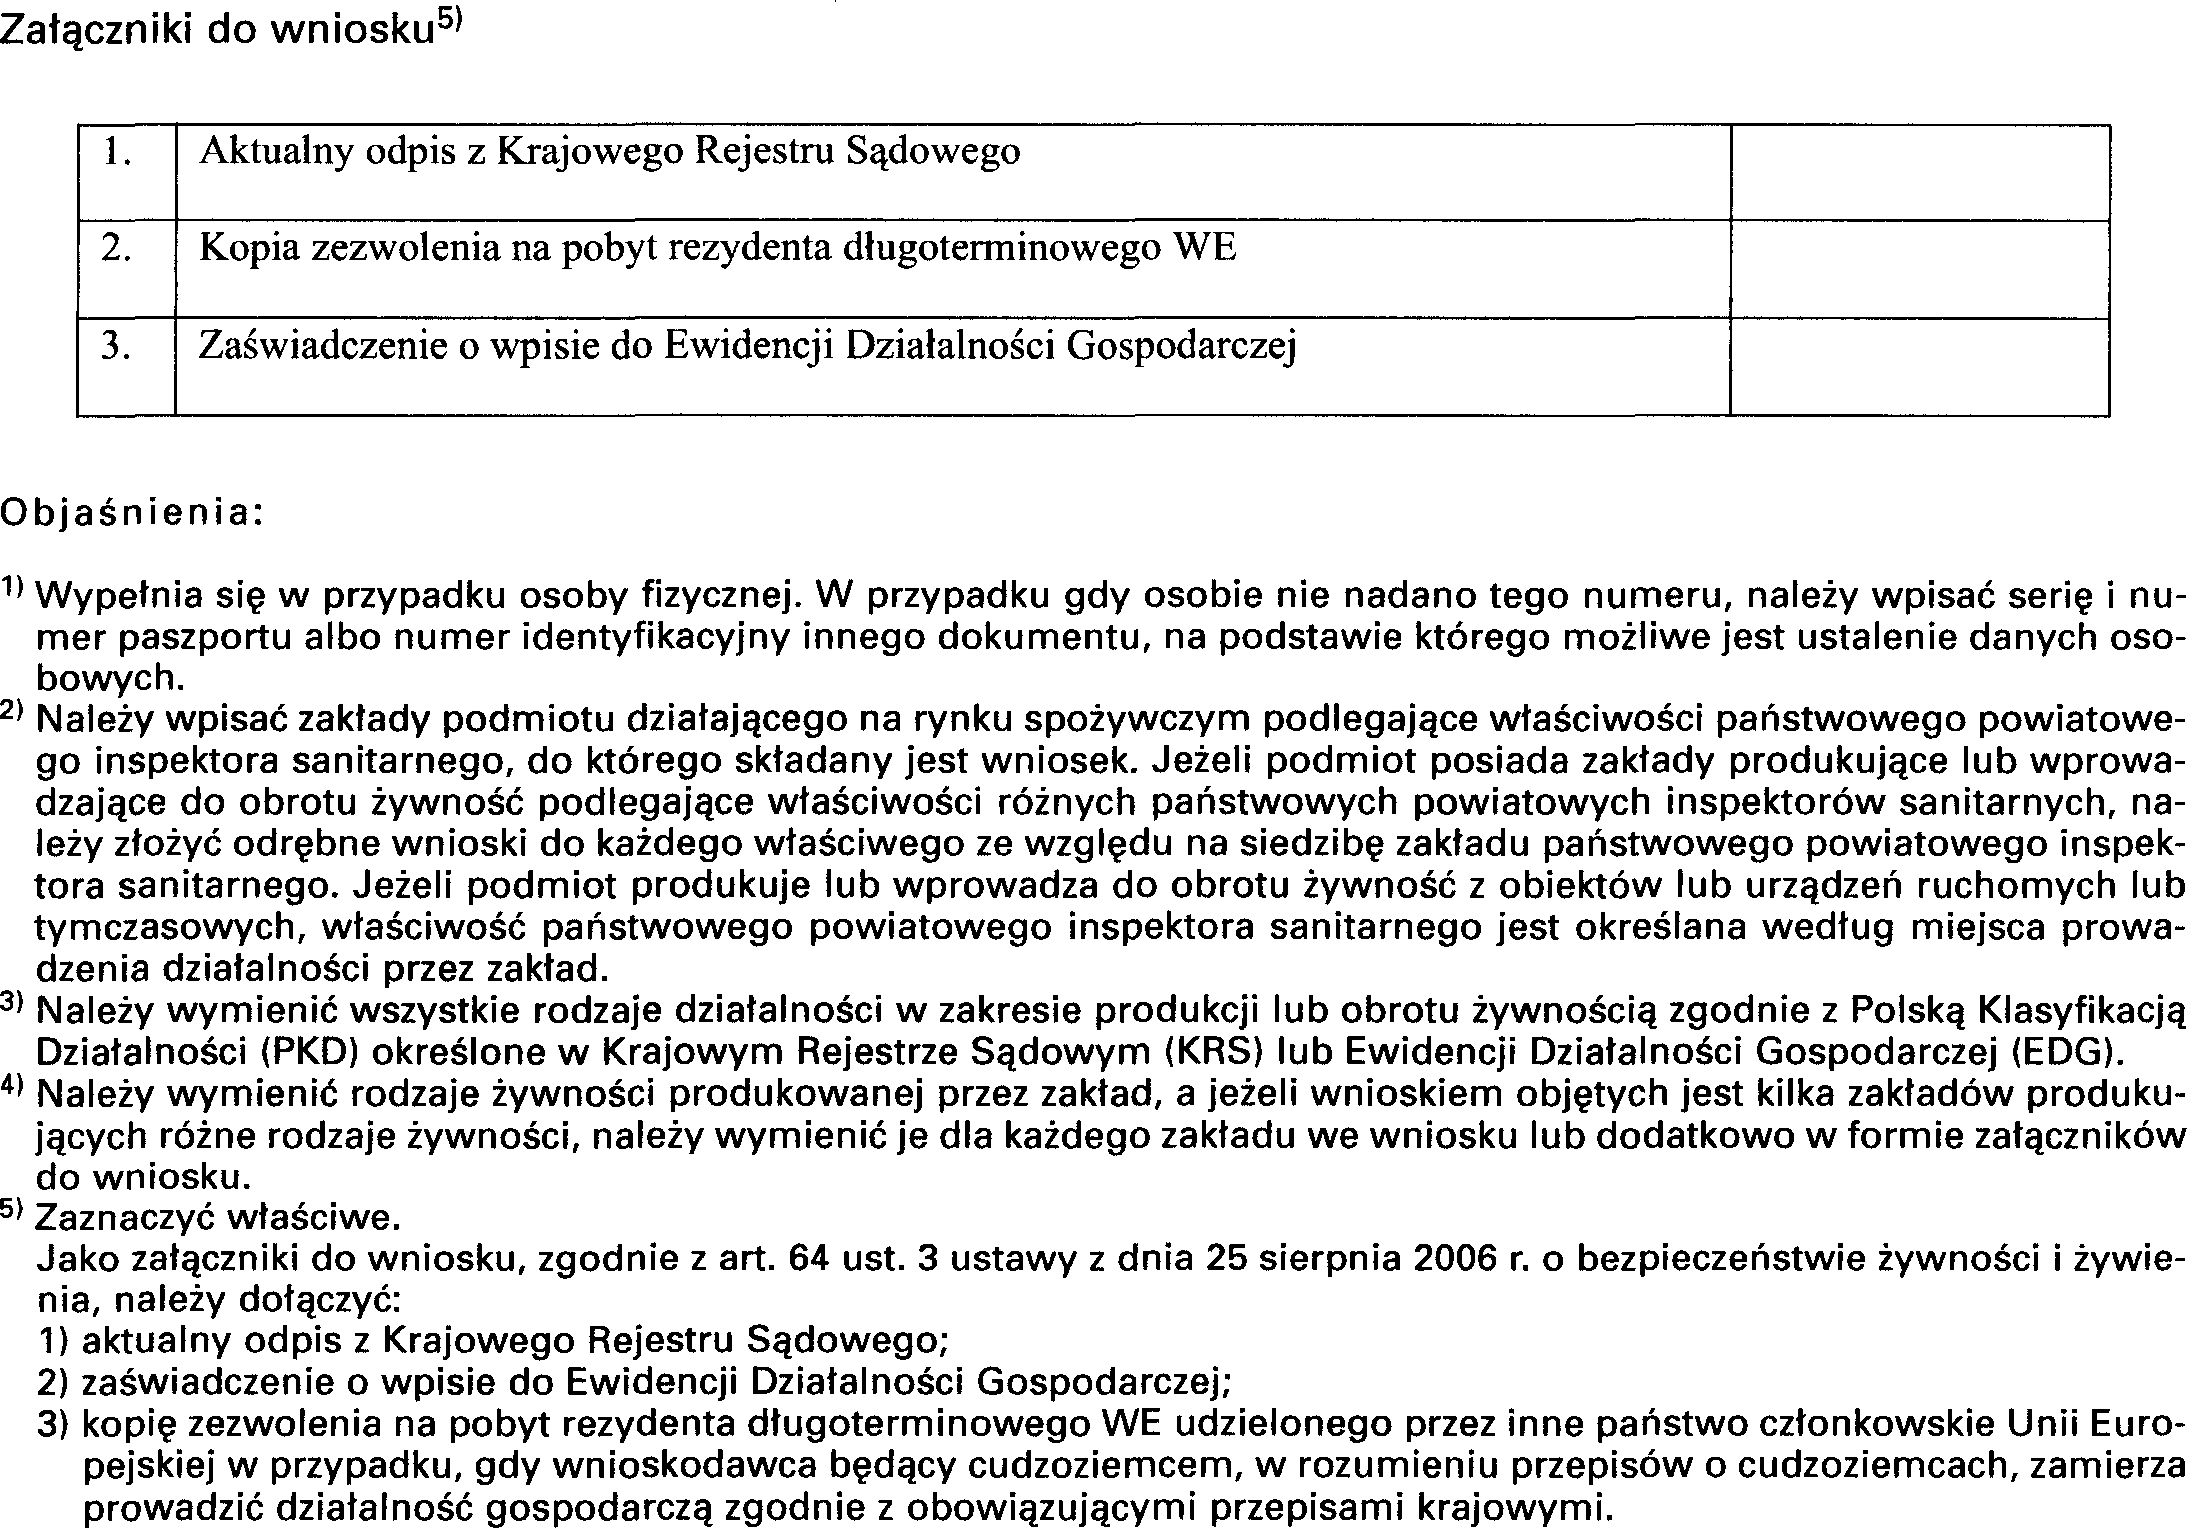 Załączniki do wniosku5)
1. Aktualny odpis z Krajowego Rejestru Sądowego
2. Kopia zezwolenia na pobyt rezydenta długoterminowego WE
3. Zaświadczenie o wpisie do Ewidencji Działalności Gospodarczej
Objaśnienia:
1) Wypełnia się w przypadku osoby fizycznej. W przypadku gdy osobie nie nadano tego numeru, należy wpisać serię i nu-
mer paszportu albo numer identyfikacyjny innego dokumentu, na podstawie którego możliwe jest ustalenie danych oso-
bowych.
2) Należy wpisać zakłady podmiotu działającego na rynku spożywczym podlegające właściwości państwowego powiatowe-
go inspektora sanitarnego, do którego składany jest wniosek. Jeżeli podmiot posiada zakłady produkujące lub wprowa-
dzające do obrotu żywność podlegające właściwości różnych państwowych powiatowych inspektorów sanitarnych, na-
leży złożyć odrębne wnioski do każdego właściwego ze względu na siedzibę zakładu państwowego powiatowego inspek-
tora sanitarnego. Jeżeli podmiot produkuje lub wprowadza do obrotu żywność z obiektów lub urządzeń ruchomych lub
tymczasowych, właściwość państwowego powiatowego inspektora sanitarnego jest określana według miejsca prowa-
dzenia działalności przez zakład.
3) Należy wymienić wszystkie rodzaje działalności w zakresie produkcji lub obrotu żywnością zgodnie z Polską Klasyfikacją
Działalności (PKD) określone w Krajowym Rejestrze Sądowym (KRS) lub Ewidencji Działalności Gospodarczej (EDG).
4) Należy wymienić rodzaje żywności produkowanej przez zakład, a jeżeli wnioskiem objętych jest kilka zakładów produku-
jących różne rodzaje żywności, należy wymienić je dla każdego zakładu we wniosku lub dodatkowo w formie załączników
do wniosku.
5) Zaznaczyć właściwe.
Jako załączniki do wniosku, zgodnie z art. 64 ust. 3 ustawy z dnia 25 sierpnia 2006 r. o bezpieczeństwie żywności i żywie-
nia, należy dołączyć:
1) aktualny odpis z Krajowego Rejestru Sądowego;
2) zaświadczenie o wpisie do Ewidencji Działalności Gospodarczej;
3) kopię zezwolenia na pobyt rezydenta długoterminowego WE udzielonego przez inne państwo członkowskie Unii Euro-
pejskiej w przypadku, gdy wnioskodawca będący cudzoziemcem, w rozumieniu przepisów o cudzoziemcach, zamierza
prowadzić działalność gospodarczą zgodnie z obowiązującymi przepisami krajowymi.